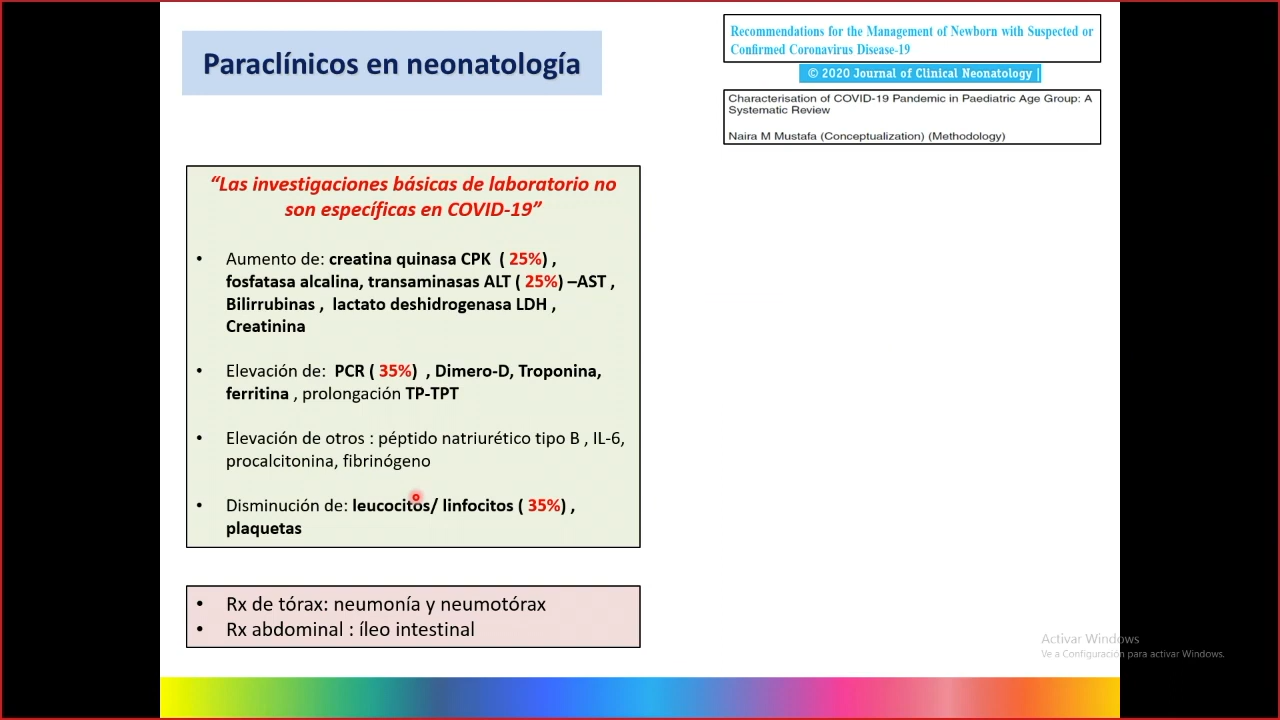 Paraclínicos en neonatología
Recommendations for the Management of Newborn with Suspected or
Confirmed Coronavirus Disease-19
© 2020 Journal of Clinical Neonatology |
Characterisation of COVID-19 Pandemic in Paediatric Age Group: A
Systematic Review
Naira M Mustafa (Conceptualization) (Methodology)
“Las investigaciones básicas de laboratorio no
son específicas en COVID-19”
• Aumento de: creatina quinasa CPK ( 25%) ,
fosfatasa alcalina, transaminasas ALT ( 25%) –AST ,
Bilirrubinas , lactato deshidrogenasa LDH ,
Creatinina
• Elevación de: PCR ( 35%) , Dimero-D, Troponina,
ferritina , prolongación TP-TPT
• Elevación de otros : péptido natriurético tipo B , IL-6,
procalcitonina, fibrinógeno
• Disminución de: leucocitos/ linfocitos ( 35%) ,
plaquetas
• Rx de tórax: neumonía y neumotórax
• Rx abdominal : íleo intestinal
Activar Windows
Ve a Configuración para activar Windows.